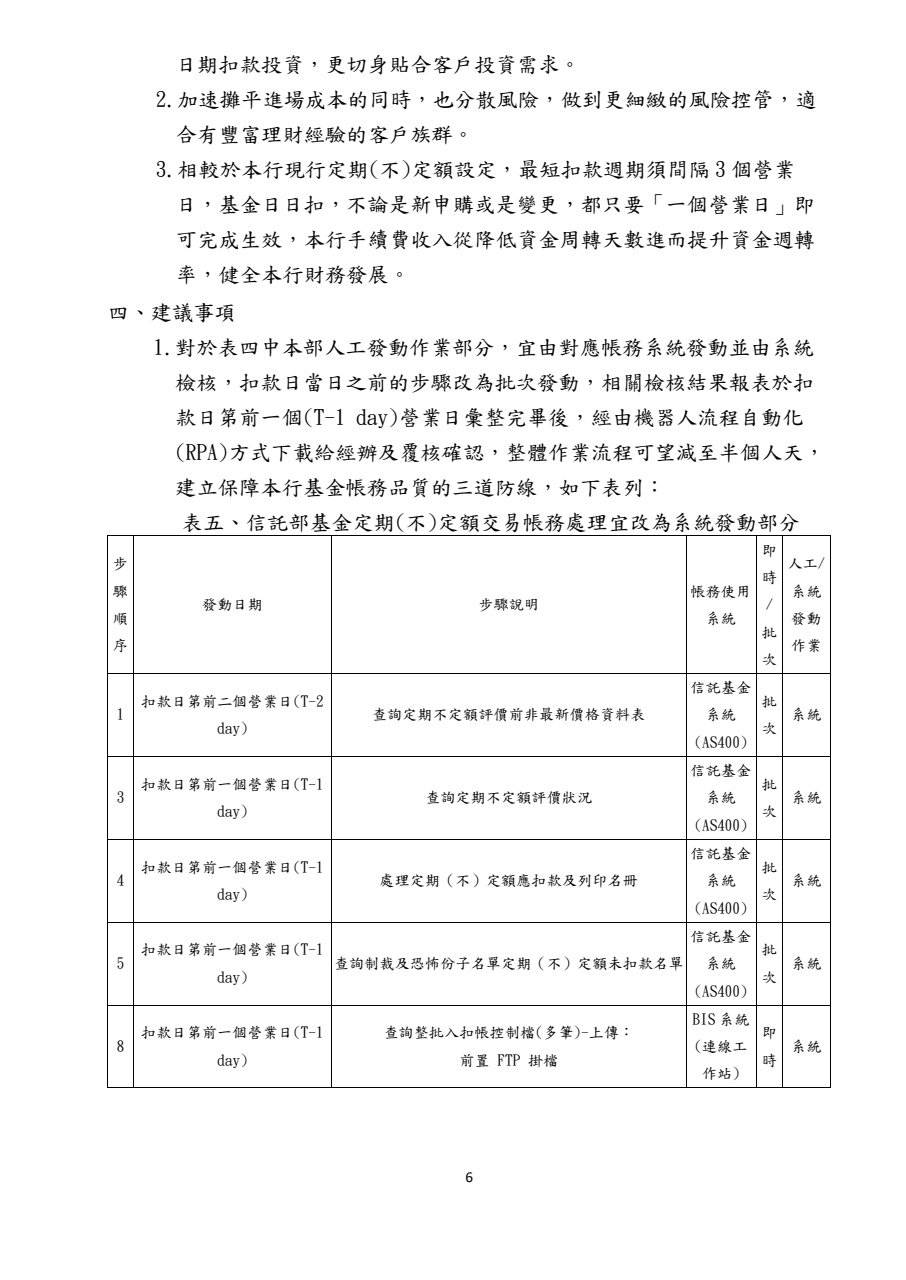 日期扣款投資，更切身貼合客戶投資需求。
2.加速攤平進場成本的同時，也分散風險，做到更細緻的風險控管，適
合有豐富理財經驗的客戶族群。
3.相較於本行現行定期(不)定額設定，最短扣款週期須間隔 3 個營業
日，基金日日扣，不論是新申購或是變更，都只要「一個營業日」即
可完成生效，本行手續費收入從降低資金周轉天數進而提升資金週轉
率，健全本行財務發展。
四、建議事項
1.對於表四中本部人工發動作業部分，宜由對應帳務系統發動並由系統
檢核，扣款日當日之前的步驟改為批次發動，相關檢核結果報表於扣
款日第前一個(T-1 day)營業日彙整完畢後，經由機器人流程自動化
(RPA)方式下載給經辦及覆核確認，整體作業流程可望減至半個人天，
建立保障本行基金帳務品質的三道防線，如下表列：
表五、信託部基金定期(不)定額交易帳務處理宜改為系統發動部分
步
驟
順
序
發動日期
步驟說明
帳務使用
系統
即
時
/
批
次
人工/
系統
發動
作業
1
扣款日第前二個營業日(T-2
day)
查詢定期不定額評價前非最新價格資料表
信託基金
系統
(AS400)
批
次
系統
3
扣款日第前一個營業日(T-1
day)
查詢定期不定額評價狀況
信託基金
系統
(AS400)
批
次
系統
4
扣款日第前一個營業日(T-1
day)
處理定期（不）定額應扣款及列印名冊
信託基金
系統
(AS400)
批
次
系統
5
扣款日第前一個營業日(T-1
day)
查詢制裁及恐怖份子名單定期（不）定額未扣款名單
信託基金
系統
(AS400)
批
次
系統
8
扣款日第前一個營業日(T-1
day)
查詢整批入扣帳控制檔(多筆)-上傳：
前置 FTP 掛檔
BIS 系統
(連線工
作站)
即
時
系統
6